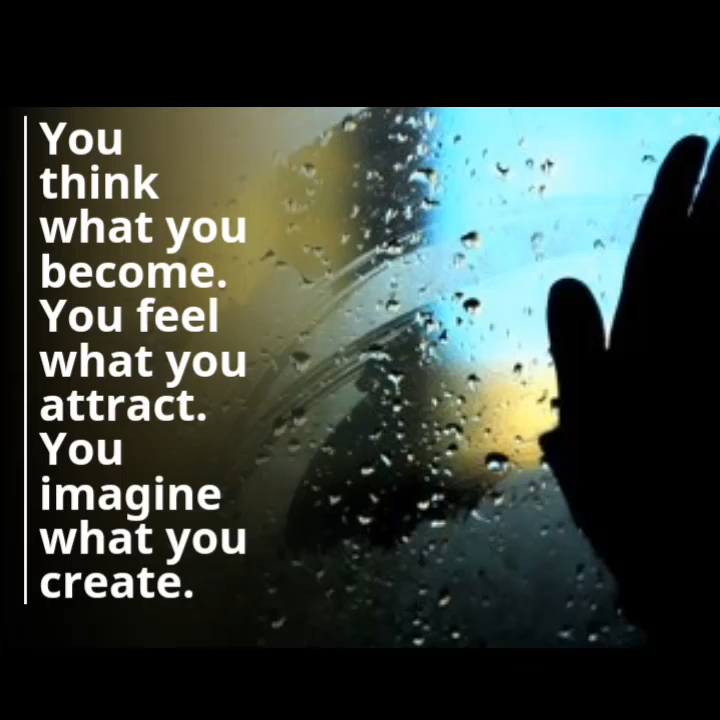 You
think
what you
become.
You feel
what you
attract.
You
imagine
what you
create.